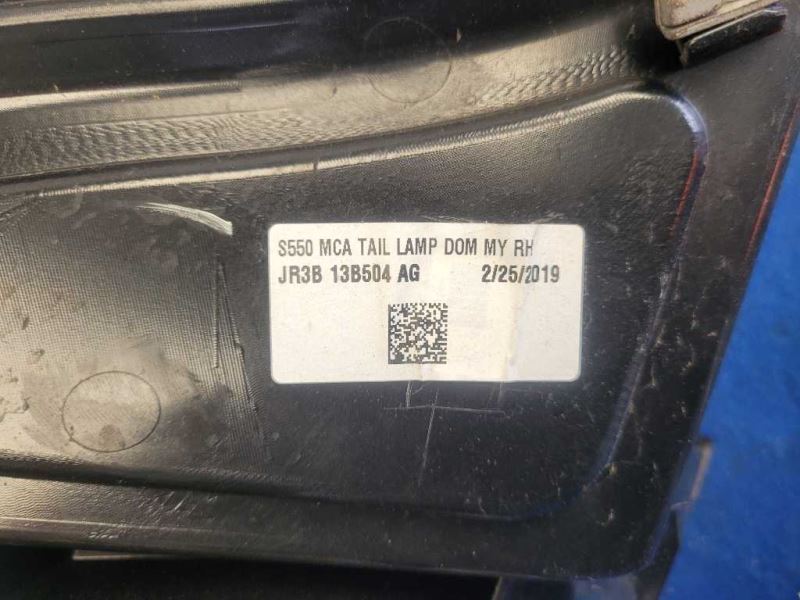 S550 MCA TAIL LAMP DOM MY RH
JR3B 13B504 AG 2/25/2019